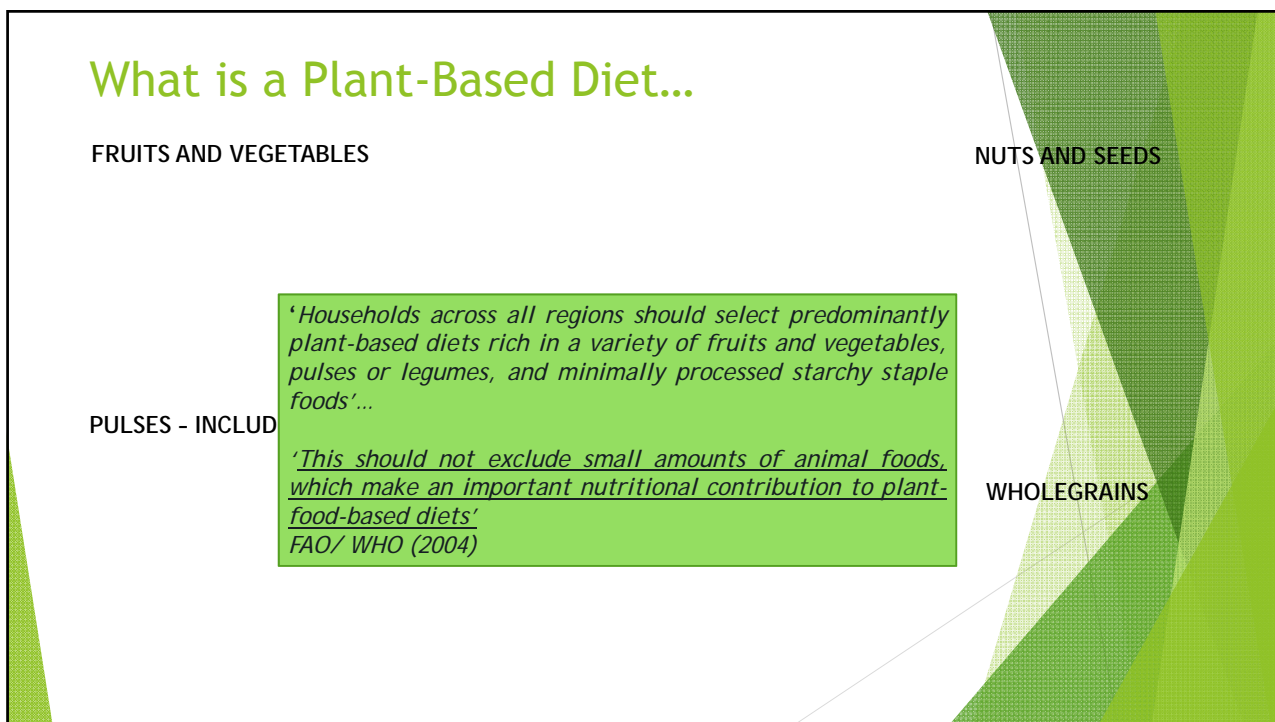 What is a Plant-Based Diet…
FRUITS AND VEGETABLES
NUTS AND SEEDS
‘Households across all regions should select predominantly
plant-based diets rich in a variety of fruits and vegetables,
pulses or legumes, and minimally processed starchy staple
foods’…
PULSES - INCLUD
‘This should not exclude small amounts of animal foods,
which make an important nutritional contribution to plant-
food-based diets’
FAO/ WHO (2004)
WHOLEGRAINS